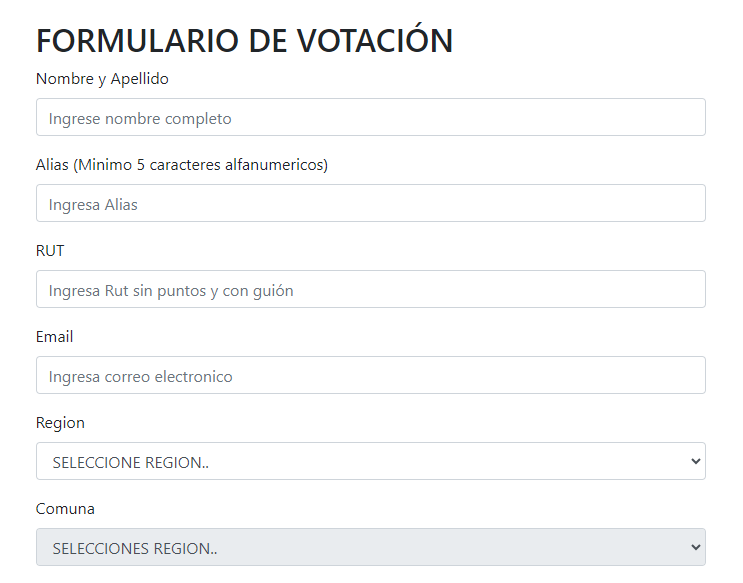 FORMULARIO DE VOTACIÓN
Nombre y Apellido
Ingrese nombre completo
Alias (Minimo 5 caracteres alfanumericos)
Ingresa Alias
RUT
Ingresa Rut sin puntos y con guión
Email
Ingresa correo electronico
Region
SELECCIONE REGION..
Comuna
SELECCIONES REGION..